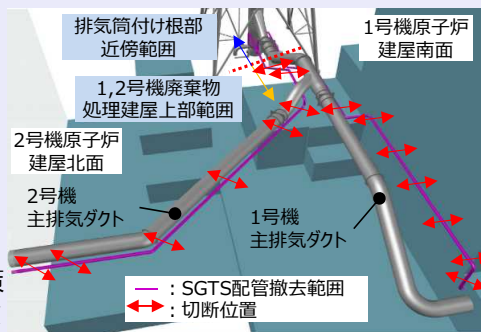 排気筒付け根部
近傍範囲
1号機原子炉
建屋南面
1,2号機廃棄物
処理建屋上部範囲
2号機原子炉
建屋北面
2号機
主排気ダクト
1号機
主排気ダクト
：SGTS配管撤去範囲
：切断位置